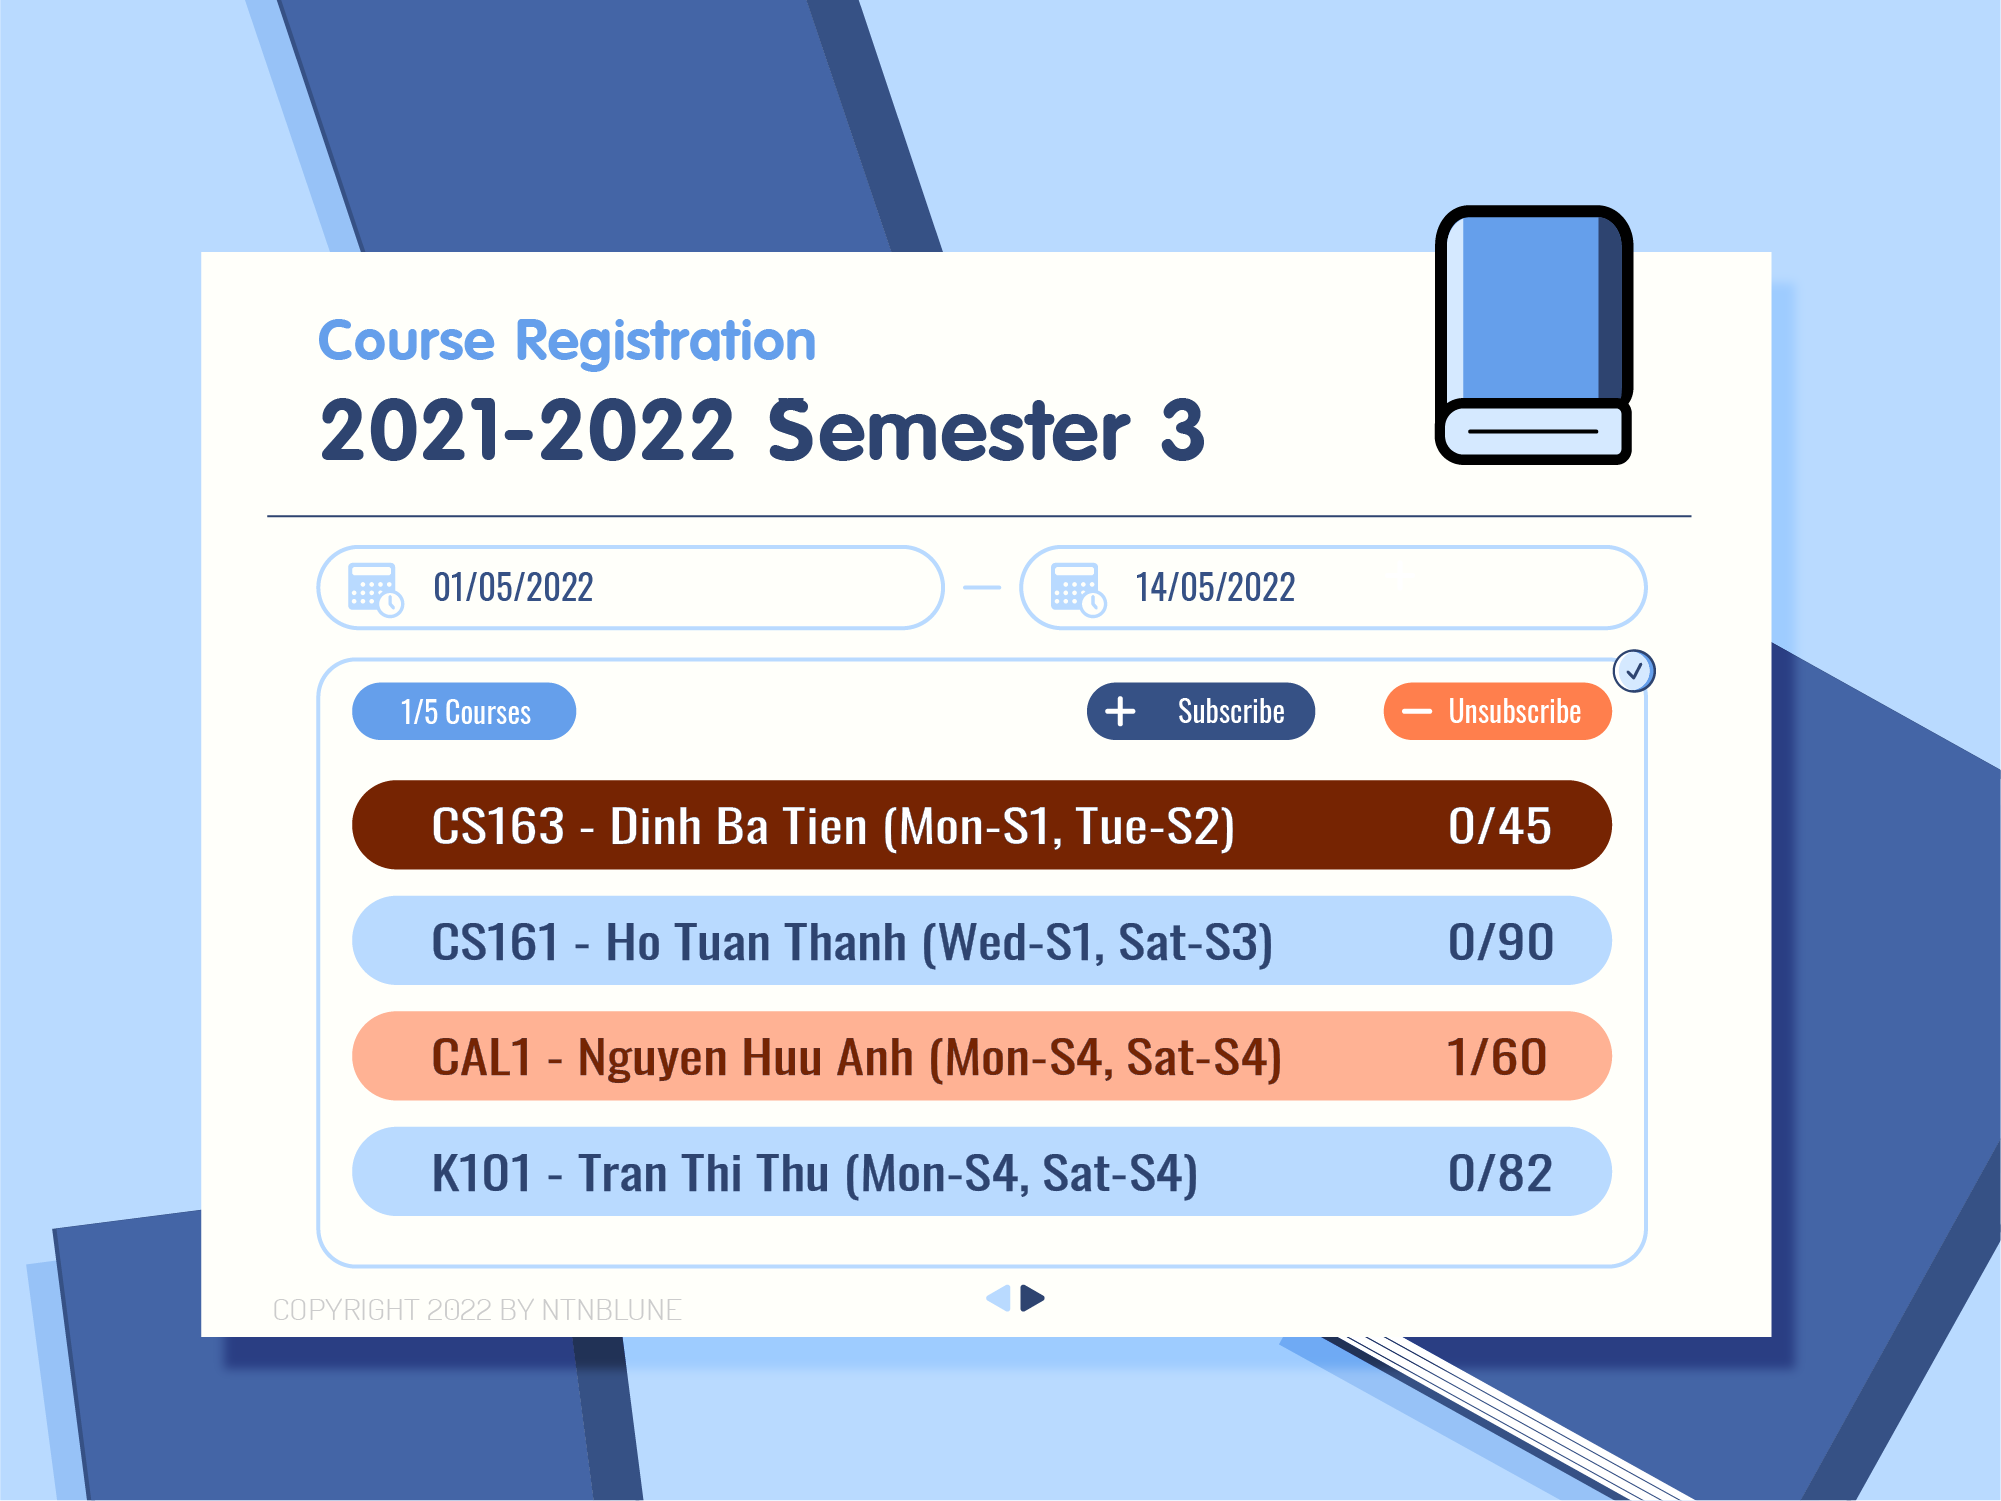 Course Registration
2021-2022 Semester 3
01/05/2022 — 14/05/2022
1/5 Courses + Subscribe — Unsubscribe
CS163 - Dinh Ba Tien (Mon-S1, Tue-S2) 0/45
CS161 - Ho Tuan Thanh (Wed-S1, Sat-S3) 0/90
CAL1 - Nguyen Huu Anh (Mon-S4, Sat-S4) 1/60
K101 - Tran Thi Thu (Mon-S4, Sat-S4) 0/82
COPYRIGHT 2022 BY NTNBLUNE